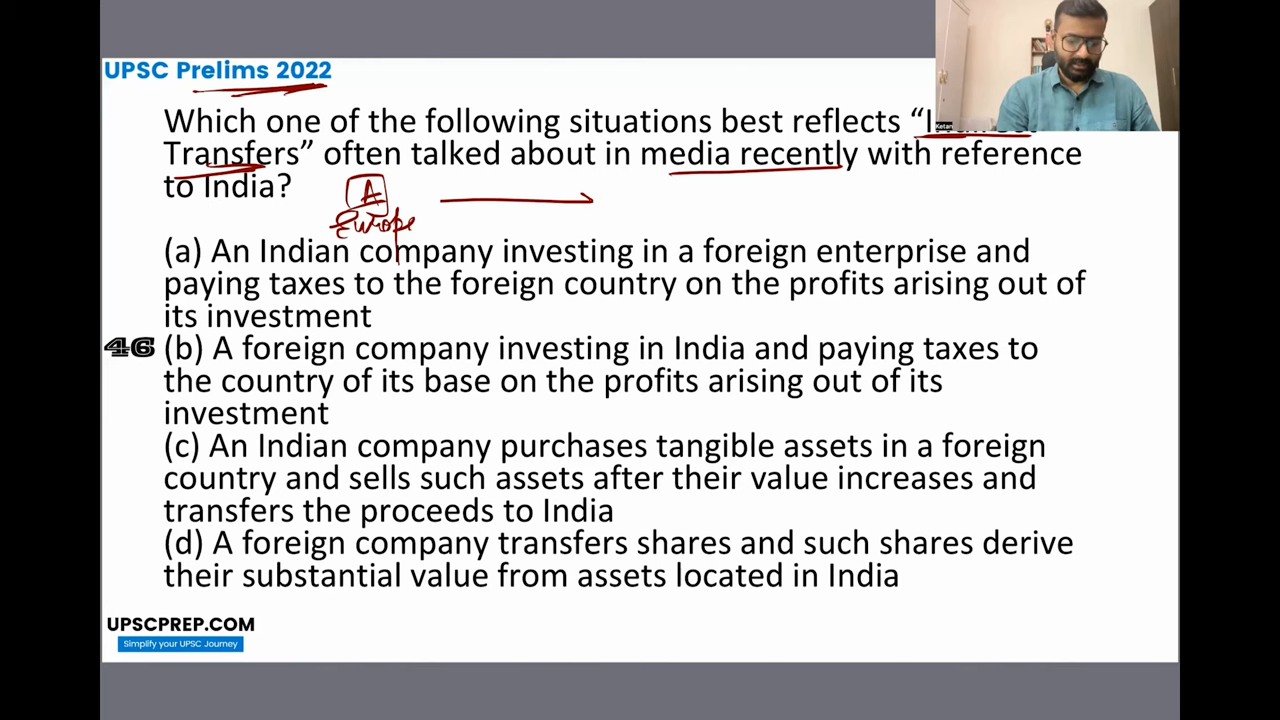 UPSC Prelims 2022
Ketan
Which one of the following situations best reflects “
Transfers” often talked about in media recently with reference
to India?
A
Europe
(a) An Indian company investing in a foreign enterprise and
paying taxes to the foreign country on the profits arising out of
its investment
46 (b) A foreign company investing in India and paying taxes to
the country of its base on the profits arising out of its
investment
(c) An Indian company purchases tangible assets in a foreign
country and sells such assets after their value increases and
transfers the proceeds to India
(d) A foreign company transfers shares and such shares derive
their substantial value from assets located in India
UPSCPREP.COM
Simplify your UPSC Journey